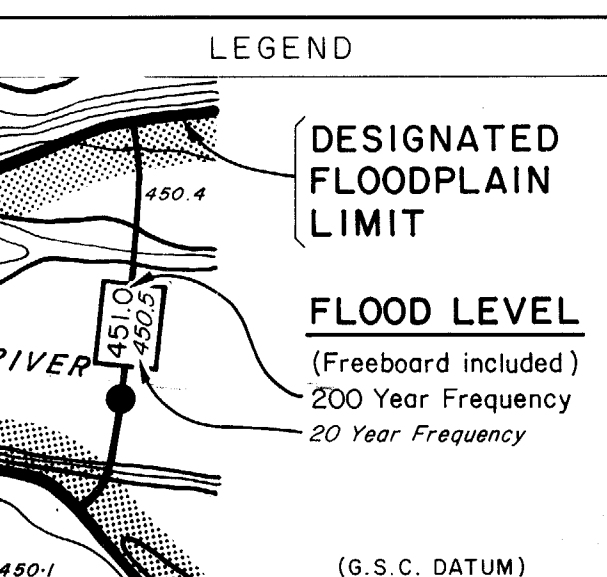 LEGEND
DESIGNATED
FLOODPLAIN
LIMIT
450.4
451.0
450.5
FLOOD LEVEL
(Freeboard included)
200 Year Frequency
20 Year Frequency
RIVER
450.1
(G.S.C. DATUM)